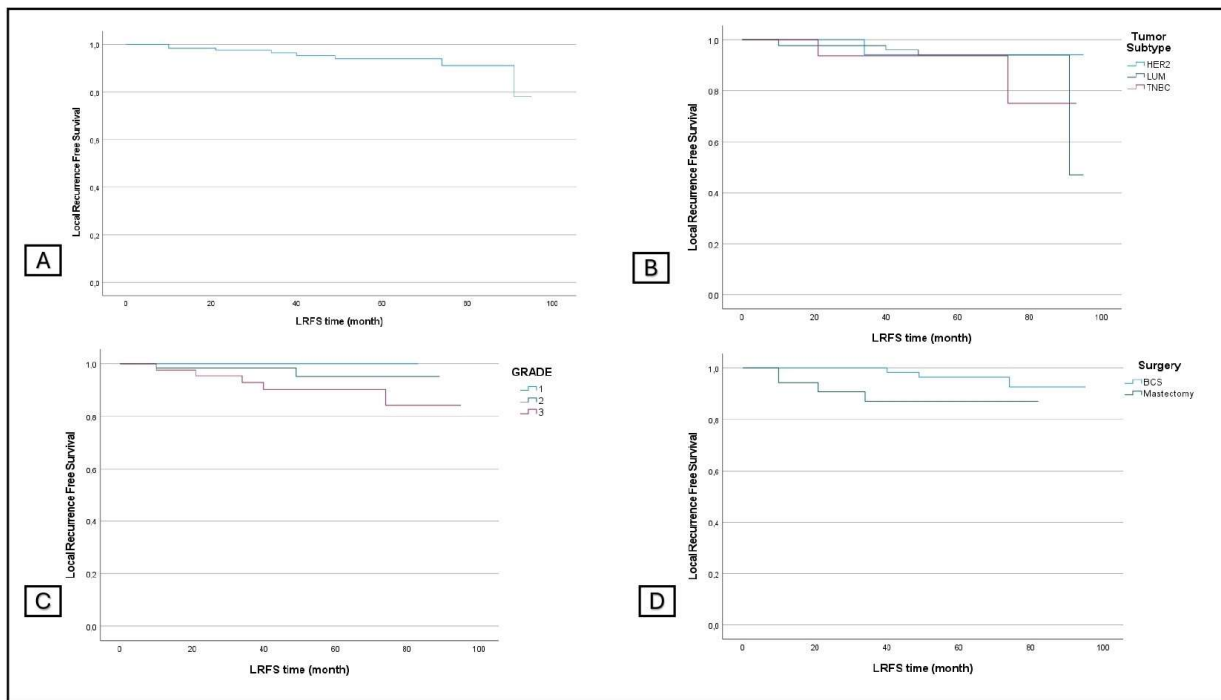 A
Local Recurrence Free Survival
1,0
0,8
0,6
0,4
0,2
0,0
0 20 40 60 80 100
LRFS time (month)
B
Local Recurrence Free Survival
1,0
0,8
0,6
0,4
0,2
0,0
0 20 40 60 80 100
LRFS time (month)
Tumor
Subtype
HER2
LUM
TNBC
C
Local Recurrence Free Survival
1,0
0,8
0,6
0,4
0,2
0,0
0 20 40 60 80 100
LRFS time (month)
GRADE
1
2
3
D
Local Recurrence Free Survival
1,0
0,8
0,6
0,4
0,2
0,0
0 20 40 60 80 100
LRFS time (month)
Surgery
BCS
Mastectomy